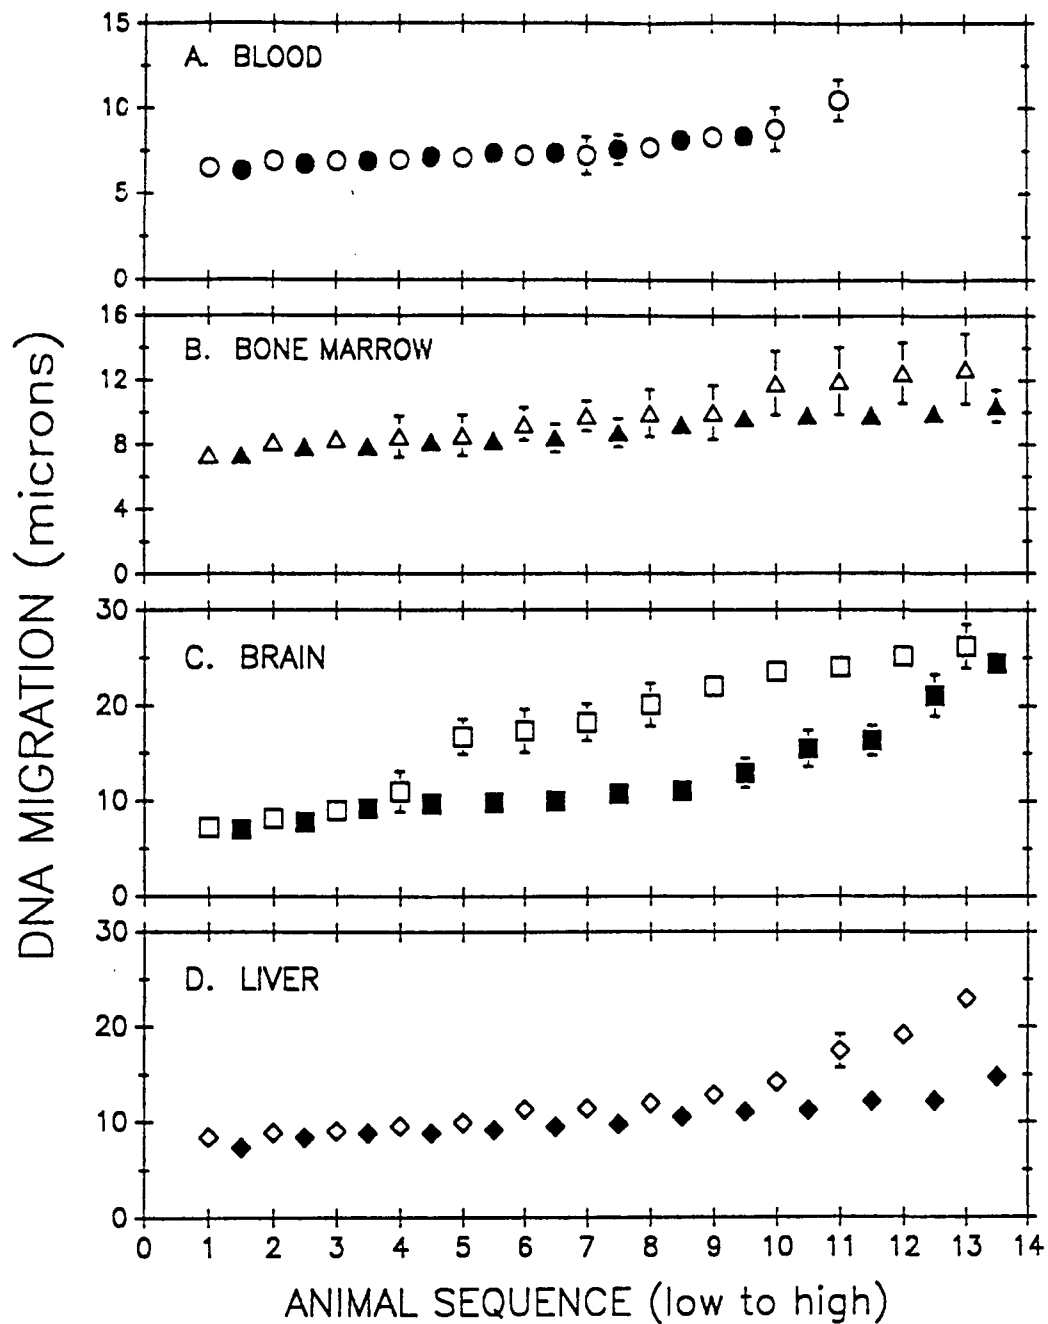 DNA MIGRATION (microns)
A. BLOOD
15
10
5
0
B. BONE MARROW
16
12
8
4
0
C. BRAIN
30
20
10
0
D. LIVER
30
20
10
0
0 1 2 3 4 5 6 7 8 9 10 11 12 13 14
ANIMAL SEQUENCE (low to high)